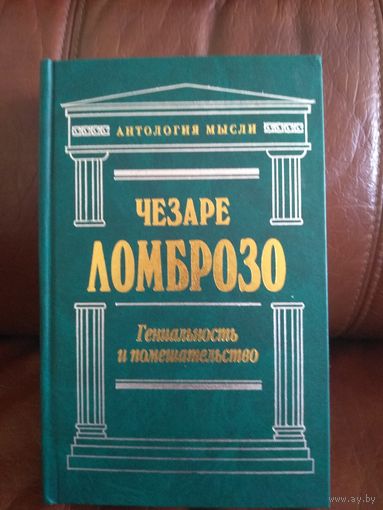 АНТОЛОГИЯ МЫСЛИ
ЧЕЗАРЕ
ЛОМБРОЗО
Гениальность
и помешательство
www.ay.by